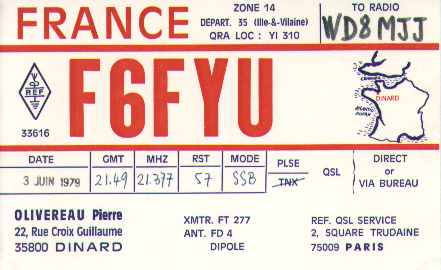 FRANCE
ZONE 14
DÉPART. 35 (Ille-&-Vilaine)
QRA LOC : YI 310
TO RADIO
WD8MJJ
REF
33616
F6FYU
DINARD
DATE GMT MHZ RST MODE PLSE QSL DIRECT
3 JUIN 1979 21.49 21.377 57 SSB TNX or
VIA BUREAU
OLIVEREAU Pierre
22, Rue Croix Guillaume
35800 DINARD
XMTR. FT 277
ANT. FD 4
DIPOLE
REF. QSL SERVICE
2, SQUARE TRUDAINE
75009 PARIS